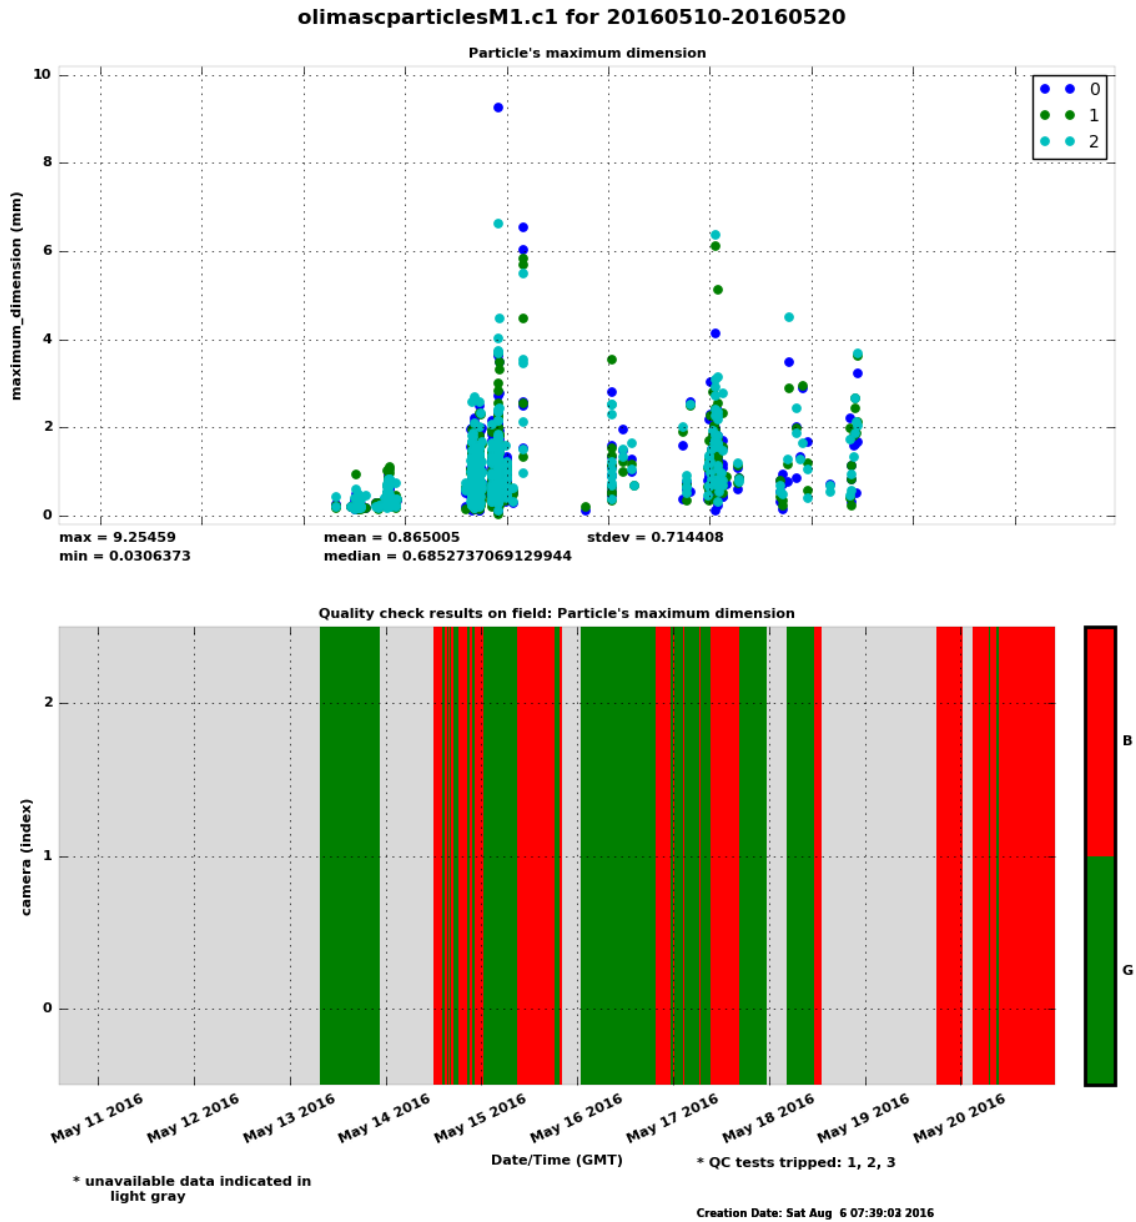 olimascparticlesM1.c1 for 20160510-20160520
Particle's maximum dimension
10
8
6
4
2
0
maximum_dimension (mm)
0
1
2
max = 9.25459
mean = 0.865005
stdev = 0.714408
min = 0.0306373
median = 0.6852737069129944
Quality check results on field: Particle's maximum dimension
2
1
0
camera (index)
B
G
May 11 2016
May 12 2016
May 13 2016
May 14 2016
May 15 2016
May 16 2016
May 17 2016
May 18 2016
May 19 2016
May 20 2016
Date/Time (GMT)
* QC tests tripped: 1, 2, 3
* unavailable data indicated in
light gray
Creation Date: Sat Aug 6 07:39:03 2016